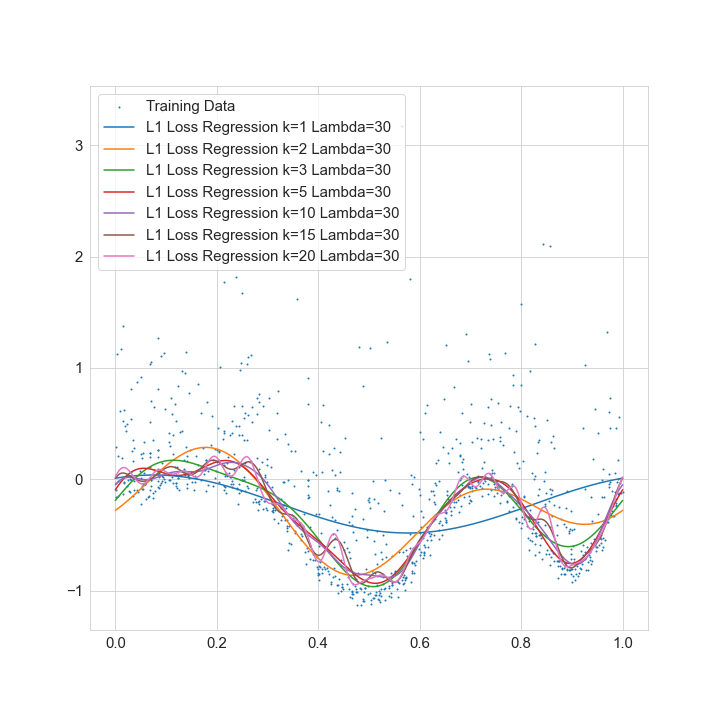 Training Data
L1 Loss Regression k=1 Lambda=30
L1 Loss Regression k=2 Lambda=30
L1 Loss Regression k=3 Lambda=30
L1 Loss Regression k=5 Lambda=30
L1 Loss Regression k=10 Lambda=30
L1 Loss Regression k=15 Lambda=30
L1 Loss Regression k=20 Lambda=30
3
2
1
0
−1
0.0 0.2 0.4 0.6 0.8 1.0